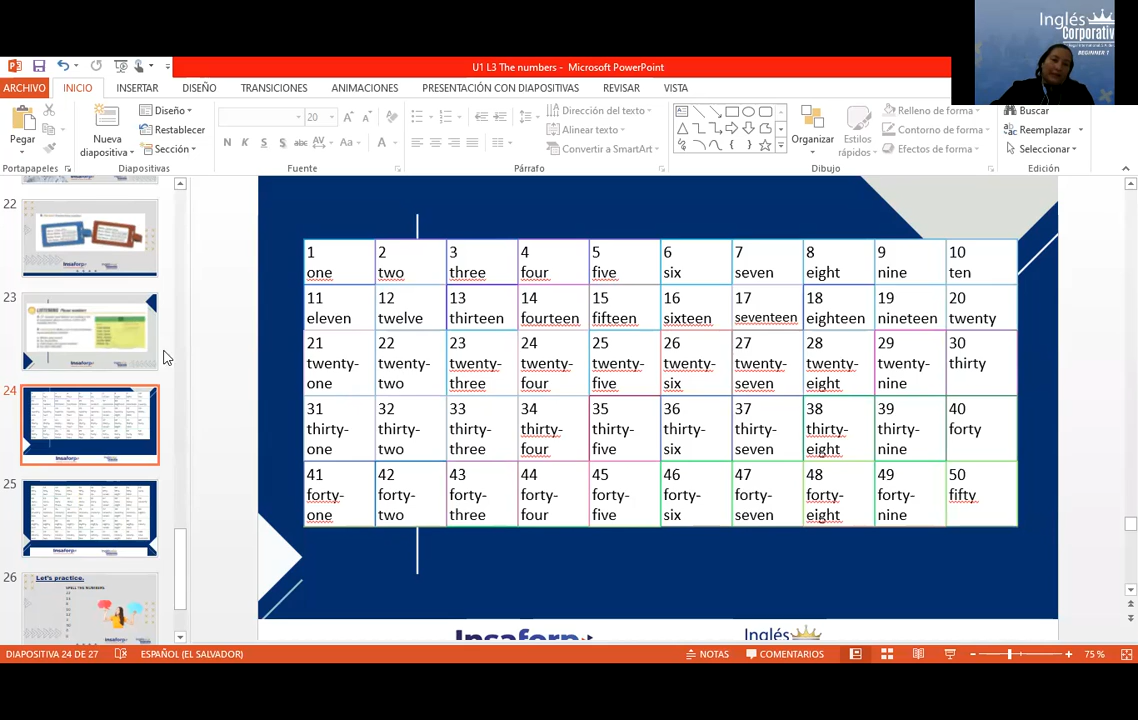 Inglés
Corporativo
BEGINNER 1
U1 L3 The numbers - Microsoft PowerPoint
ARCHIVO INICIO INSERTAR DISEÑO TRANSICIONES ANIMACIONES PRESENTACIÓN CON DIAPOSITIVAS REVISAR VISTA
Pegar
Nueva diapositiva
Diseño
Restablecer
Sección
20
N K S S abc AV Aa A
Dirección del texto
Alinear texto
Convertir a SmartArt
Organizar
Estilos rápidos
Relleno de forma
Contorno de forma
Efectos de forma
Buscar
Reemplazar
Seleccionar
Portapapeles Diapositivas Fuente Párrafo Dibujo Edición
22
23
24
25
26
Let's practice.
SPELL THE NUMBERS
1 2 3 4 5 6 7 8 9 10
one two three four five six seven eight nine ten
11 12 13 14 15 16 17 18 19 20
eleven twelve thirteen fourteen fifteen sixteen seventeen eighteen nineteen twenty
21 22 23 24 25 26 27 28 29 30
twenty- twenty- twenty- twenty- twenty- twenty- twenty- twenty- twenty- thirty
one two three four five six seven eight nine
31 32 33 34 35 36 37 38 39 40
thirty- thirty- thirty- thirty- thirty- thirty- thirty- thirty- thirty- forty
one two three four five six seven eight nine
41 42 43 44 45 46 47 48 49 50
forty- forty- forty- forty- forty- forty- forty- forty- forty- fifty
one two three four five six seven eight nine
Insaforp
Inglés
DIAPOSITIVA 24 DE 27 ESPAÑOL (EL SALVADOR) NOTAS COMENTARIOS 75 %